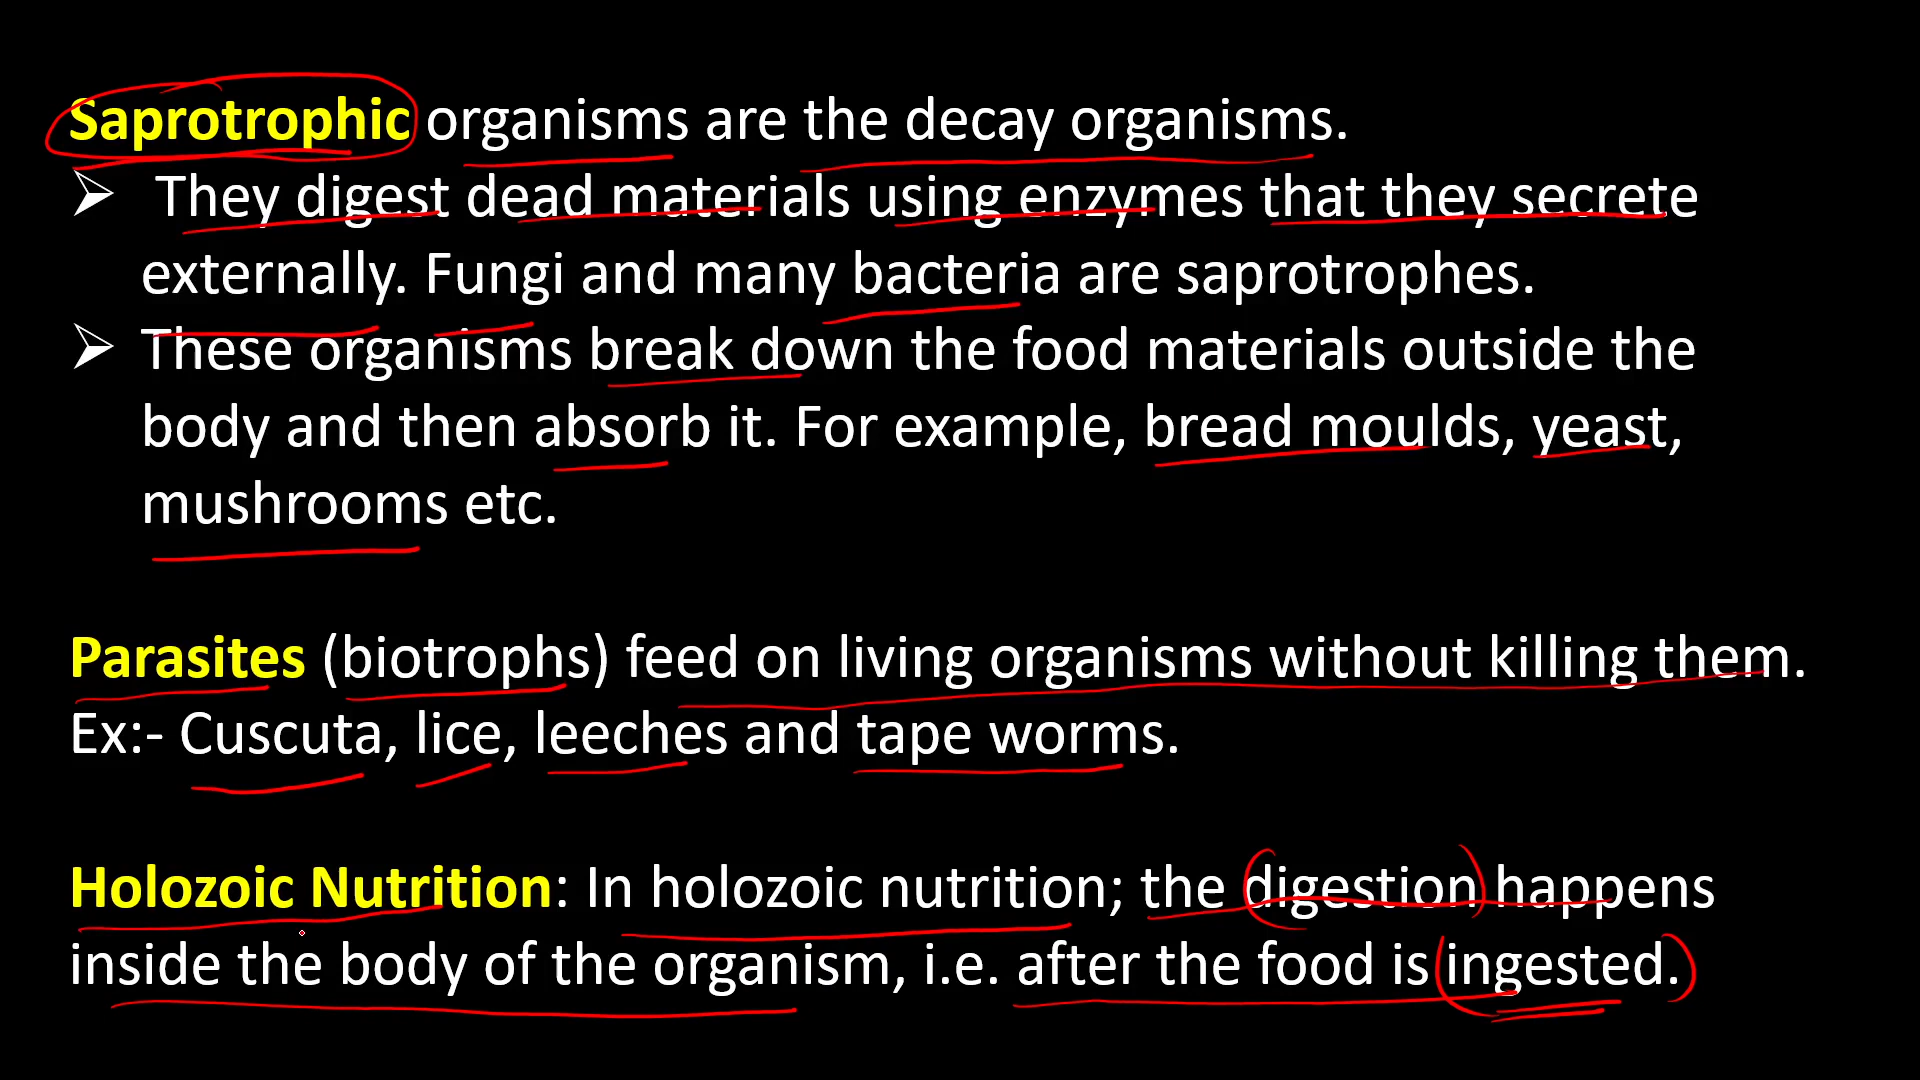 Saprotrophic organisms are the decay organisms.
➢ They digest dead materials using enzymes that they secrete
externally. Fungi and many bacteria are saprotrophes.
➢ These organisms break down the food materials outside the
body and then absorb it. For example, bread moulds, yeast,
mushrooms etc.
Parasites (biotrophs) feed on living organisms without killing them.
Ex:- Cuscuta, lice, leeches and tape worms.
Holozoic Nutrition: In holozoic nutrition; the digestion happens
inside the body of the organism, i.e. after the food is ingested.